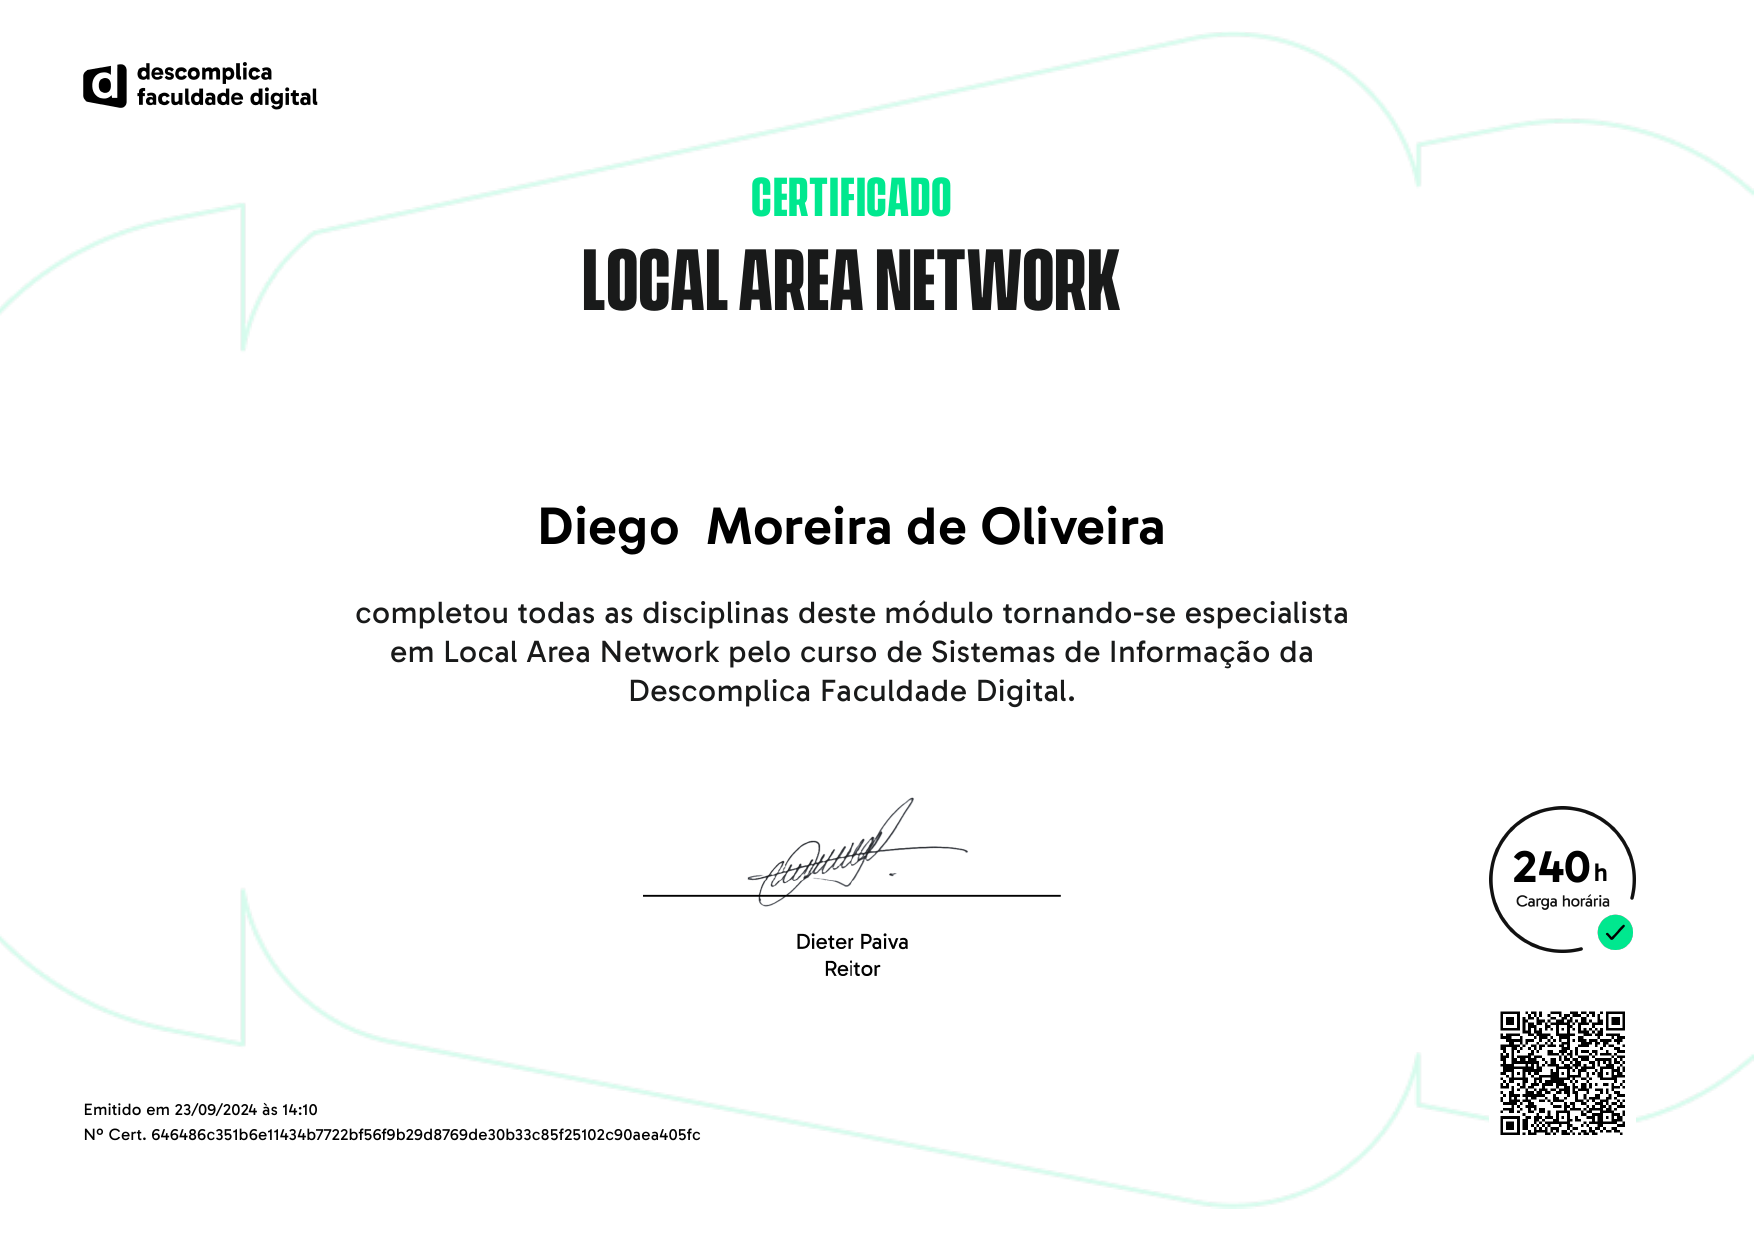 descomplica
faculdade digital
CERTIFICADO
LOCAL AREA NETWORK
Diego  Moreira de Oliveira
completou todas as disciplinas deste módulo tornando-se especialista
em Local Area Network pelo curso de Sistemas de Informação da
Descomplica Faculdade Digital.
Dieter Paiva
Reitor
240h
Carga horária
Emitido em 23/09/2024 às 14:10
Nº Cert. 646486c351b6e11434b7722bf56f9b29d8769de30b33c85f25102c90aea405fc